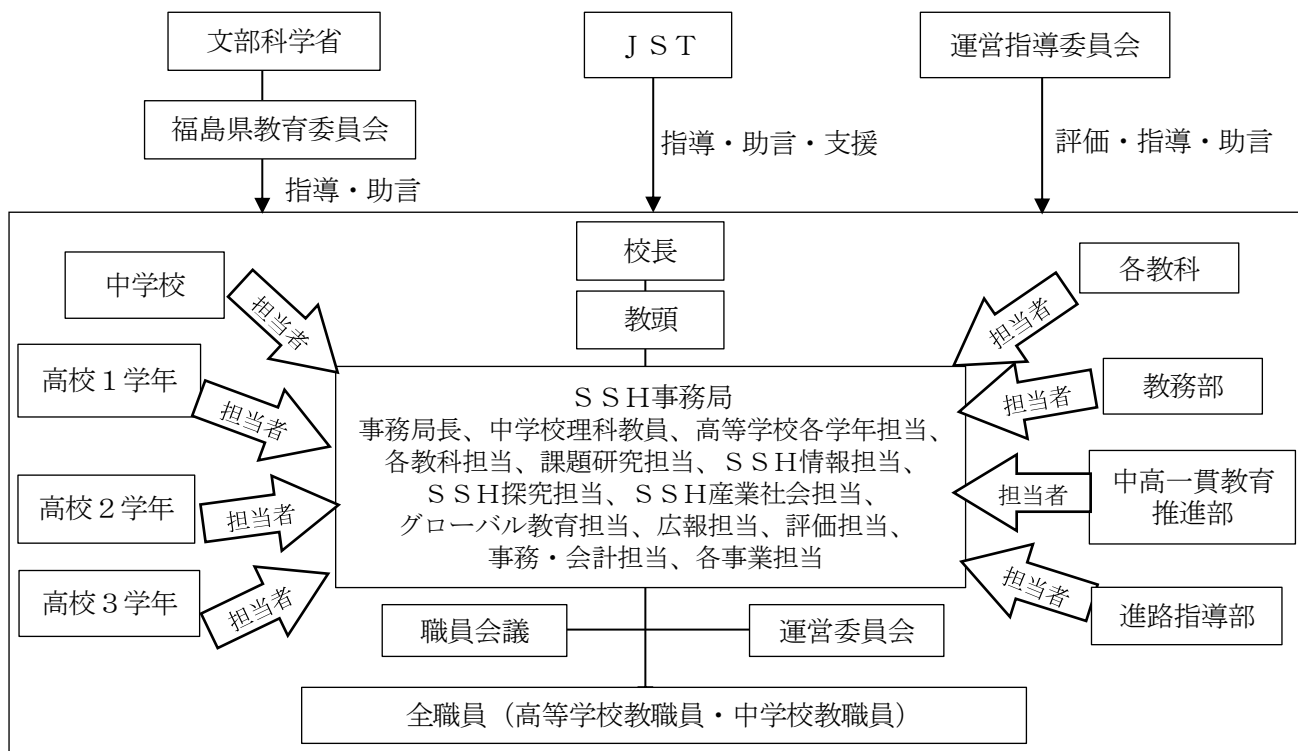 文部科学省
JST
運営指導委員会
福島県教育委員会
指導・助言・支援
評価・指導・助言
指導・助言
校長
中学校
各教科
担当者
担当者
教頭
高校1学年
教務部
担当者
担当者
SSH事務局
事務局長、中学校理科教員、高等学校各学年担当、
各教科担当、課題研究担当、SSH情報担当、
SSH探究担当、SSH産業社会担当、
グローバル教育担当、広報担当、評価担当、
事務・会計担当、各事業担当
高校2学年
担当者
担当者
中高一貫教育
推進部
高校3学年
担当者
担当者
進路指導部
職員会議
運営委員会
全職員(高等学校教職員・中学校教職員)